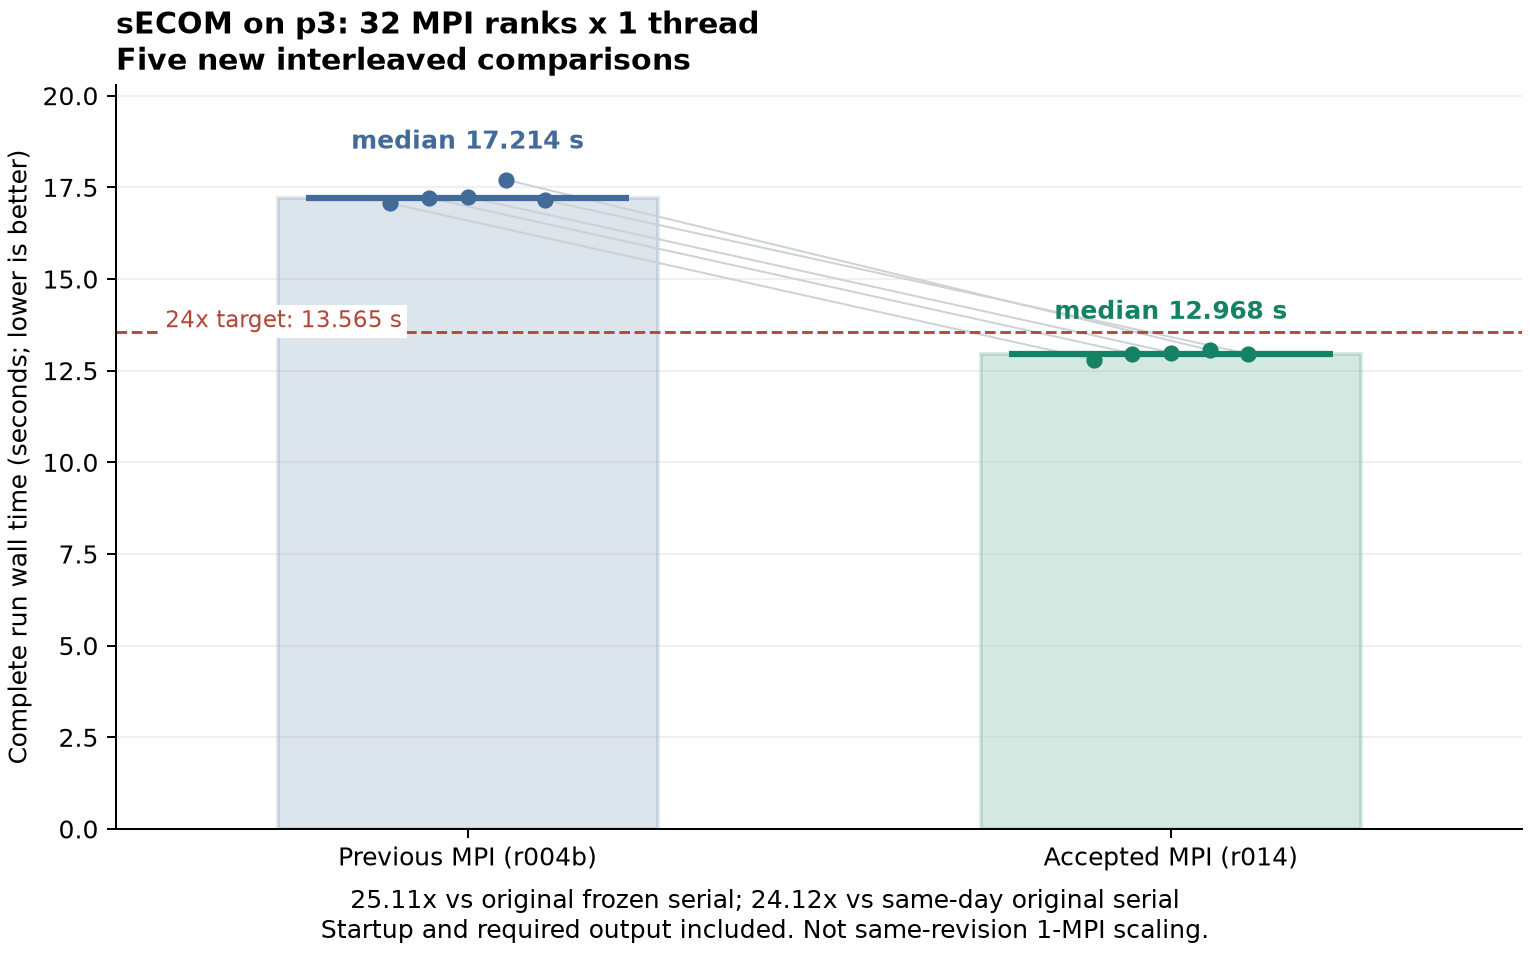 sECOM on p3: 32 MPI ranks x 1 thread
Five new interleaved comparisons
Complete run wall time (seconds; lower is better)
20.0
17.5
15.0
12.5
10.0
7.5
5.0
2.5
0.0
median 17.214 s
24x target: 13.565 s
median 12.968 s
Previous MPI (r004b)
Accepted MPI (r014)
25.11x vs original frozen serial; 24.12x vs same-day original serial
Startup and required output included. Not same-revision 1-MPI scaling.